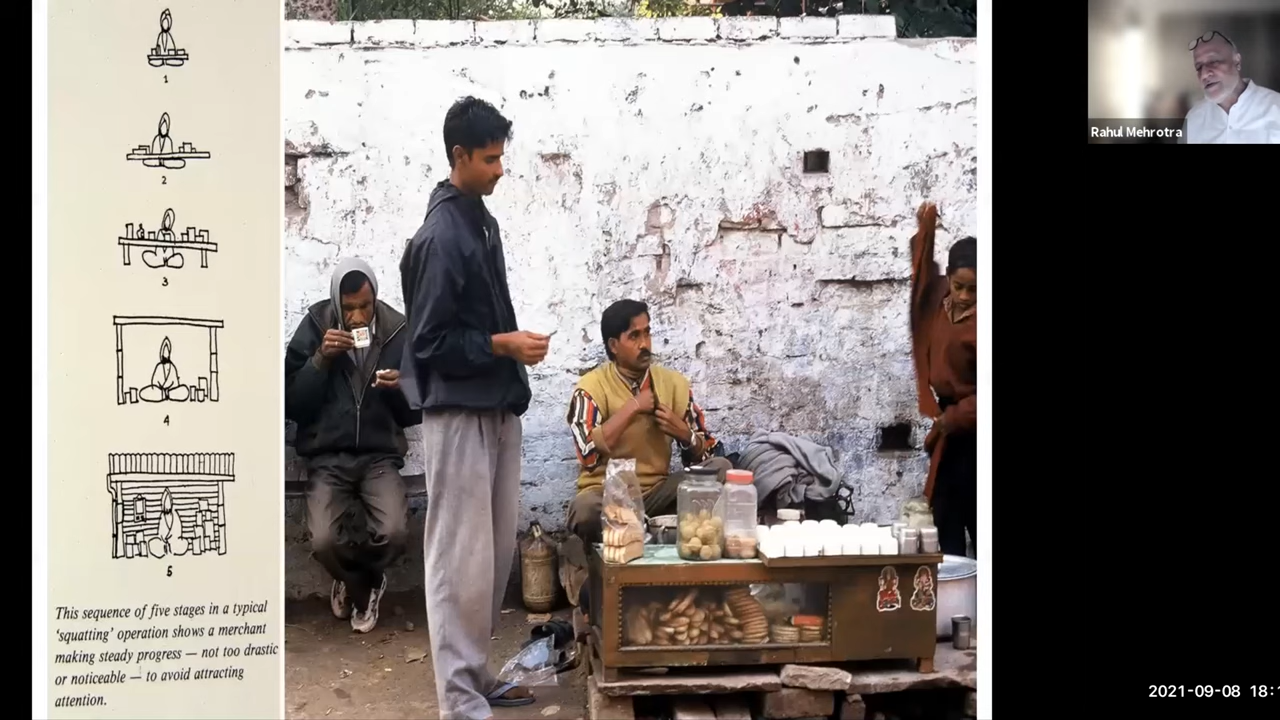 1
2
3
4
5
This sequence of five stages in a typical
'squatting' operation shows a merchant
making steady progress — not too drastic
or noticeable — to avoid attracting
attention.
Rahul Mehrotra
2021-09-08 18:1